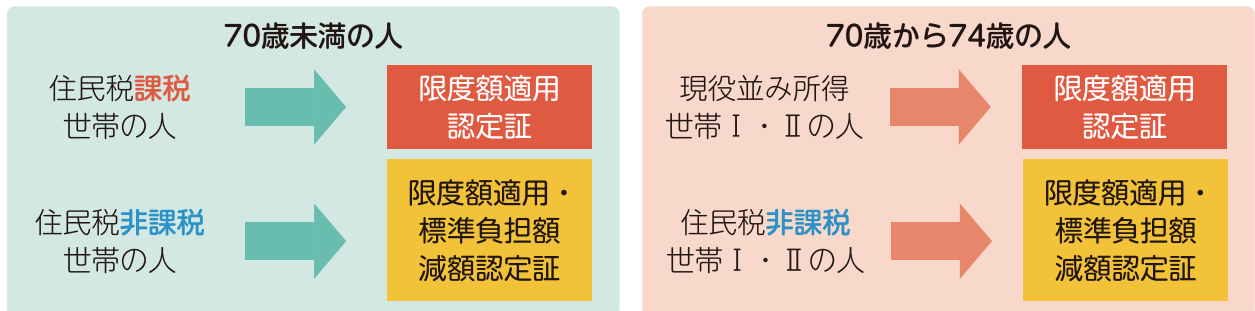 70歳未満の人
住民税課税
世帯の人
限度額適用
認定証
住民税非課税
世帯の人
限度額適用・
標準負担額
減額認定証
70歳から74歳の人
現役並み所得
世帯Ⅰ・Ⅱの人
限度額適用
認定証
住民税非課税
世帯Ⅰ・Ⅱの人
限度額適用・
標準負担額
減額認定証